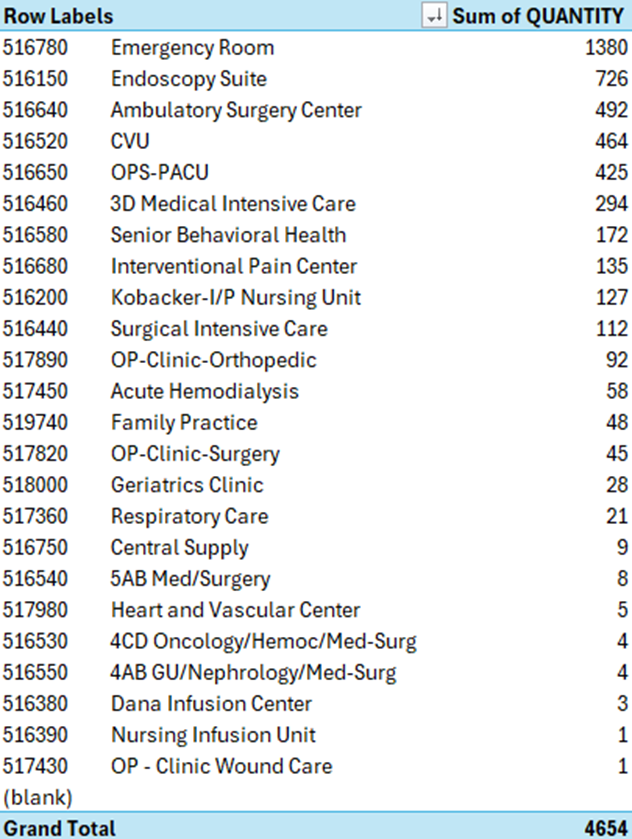 Row Labels Sum of QUANTITY
516780 Emergency Room 1380
516150 Endoscopy Suite 726
516640 Ambulatory Surgery Center 492
516520 CVU 464
516650 OPS-PACU 425
516460 3D Medical Intensive Care 294
516580 Senior Behavioral Health 172
516680 Interventional Pain Center 135
516200 Kobacker-I/P Nursing Unit 127
516440 Surgical Intensive Care 112
517890 OP-Clinic-Orthopedic 92
517450 Acute Hemodialysis 58
519740 Family Practice 48
517820 OP-Clinic-Surgery 45
518000 Geriatrics Clinic 28
517360 Respiratory Care 21
516750 Central Supply 9
516540 5AB Med/Surgery 8
517980 Heart and Vascular Center 5
516530 4CD Oncology/Hemoc/Med-Surg 4
516550 4AB GU/Nephrology/Med-Surg 4
516380 Dana Infusion Center 3
516390 Nursing Infusion Unit 1
517430 OP - Clinic Wound Care 1
(blank)
Grand Total 4654